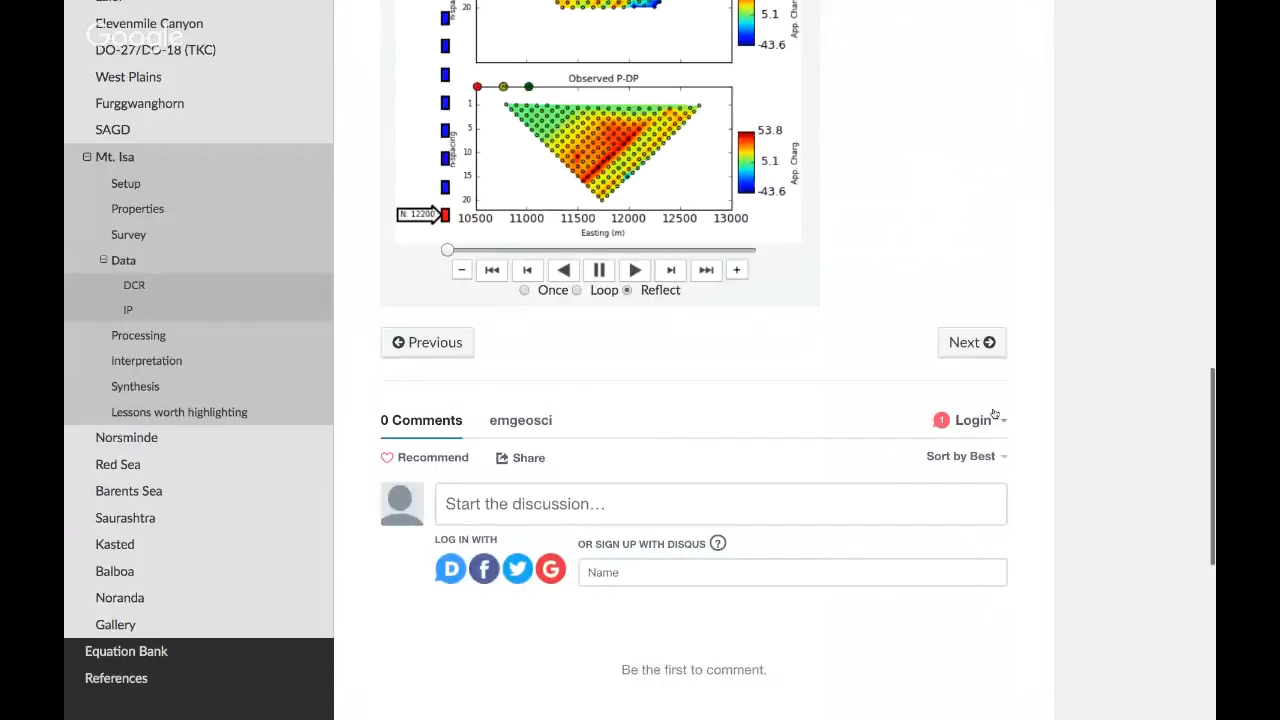 Elevenmile Canyon
Google
DO-27/DO-18 (TKC)
West Plains
Furggwanghorn
SAGD
Mt. Isa
Setup
Properties
Survey
Data
DCR
IP
Processing
Interpretation
Synthesis
Lessons worth highlighting
Norsminde
Red Sea
Barents Sea
Saurashtra
Kasted
Balboa
Noranda
Gallery
Equation Bank
References
20
5.1
-43.6
App. Charg
Observed P-DP
1
5
10
15
20
n-spacing
53.8
5.1
-43.6
App. Charg
N. 12200
10500 11000 11500 12000 12500 13000
Easting (m)
Once Loop Reflect
Previous
Next
0 Comments emgeosci
1 Login
Recommend Share
Sort by Best
Start the discussion…
LOG IN WITH
OR SIGN UP WITH DISQUS ?
D f G
Name
Be the first to comment.